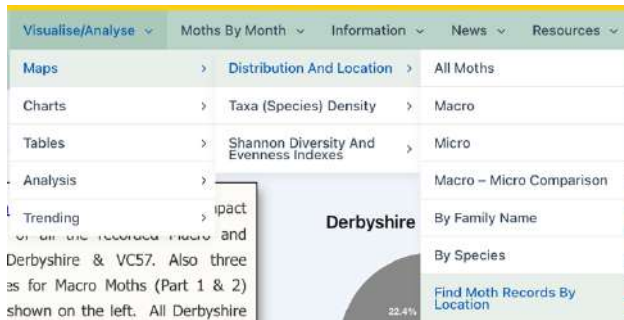 Visualise/Analyse Moths By Month Information News Resources
Maps Distribution And Location All Moths
Charts Taxa (Species) Density Macro
Tables Shannon Diversity And
Evenness Indexes Micro
Analysis Macro – Micro Comparison
Trending By Family Name
By Species
Find Moth Records By
Location
pact
of all the recorded Macro and
Derbyshire & VC57. Also three
es for Macro Moths (Part 1 & 2)
shown on the left. All Derbyshire
Derbyshire
22.4%